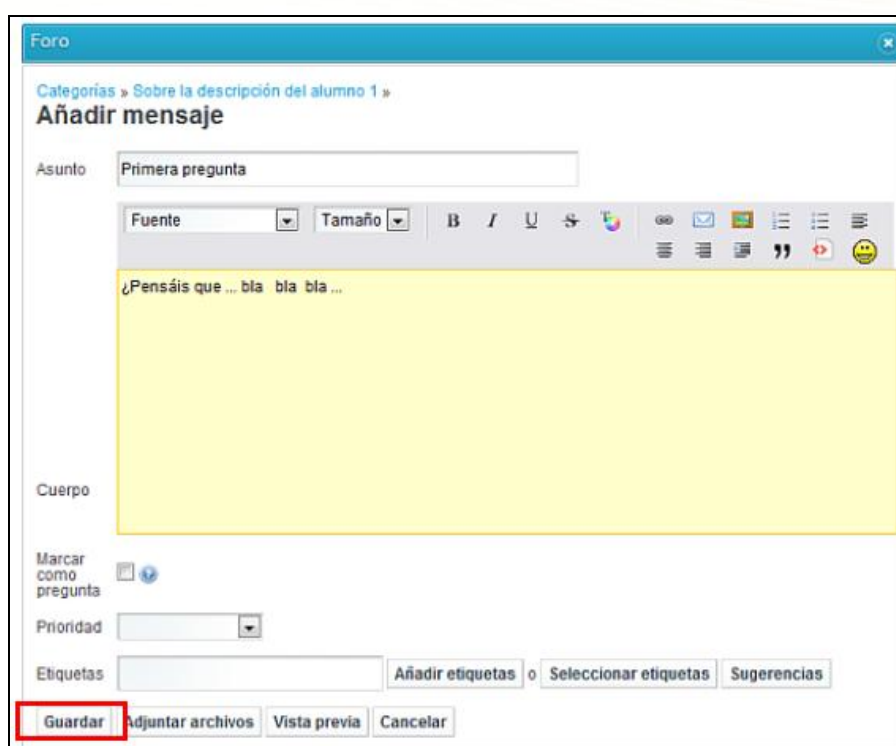 Foro
Categorías » Sobre la descripción del alumno 1 »
Añadir mensaje
Asunto Primera pregunta
Fuente Tamaño B I U S
¿Pensáis que ... bla bla bla ...
Cuerpo
Marcar
como
pregunta
Prioridad
Etiquetas Añadir etiquetas o Seleccionar etiquetas Sugerencias
Guardar Adjuntar archivos Vista previa Cancelar